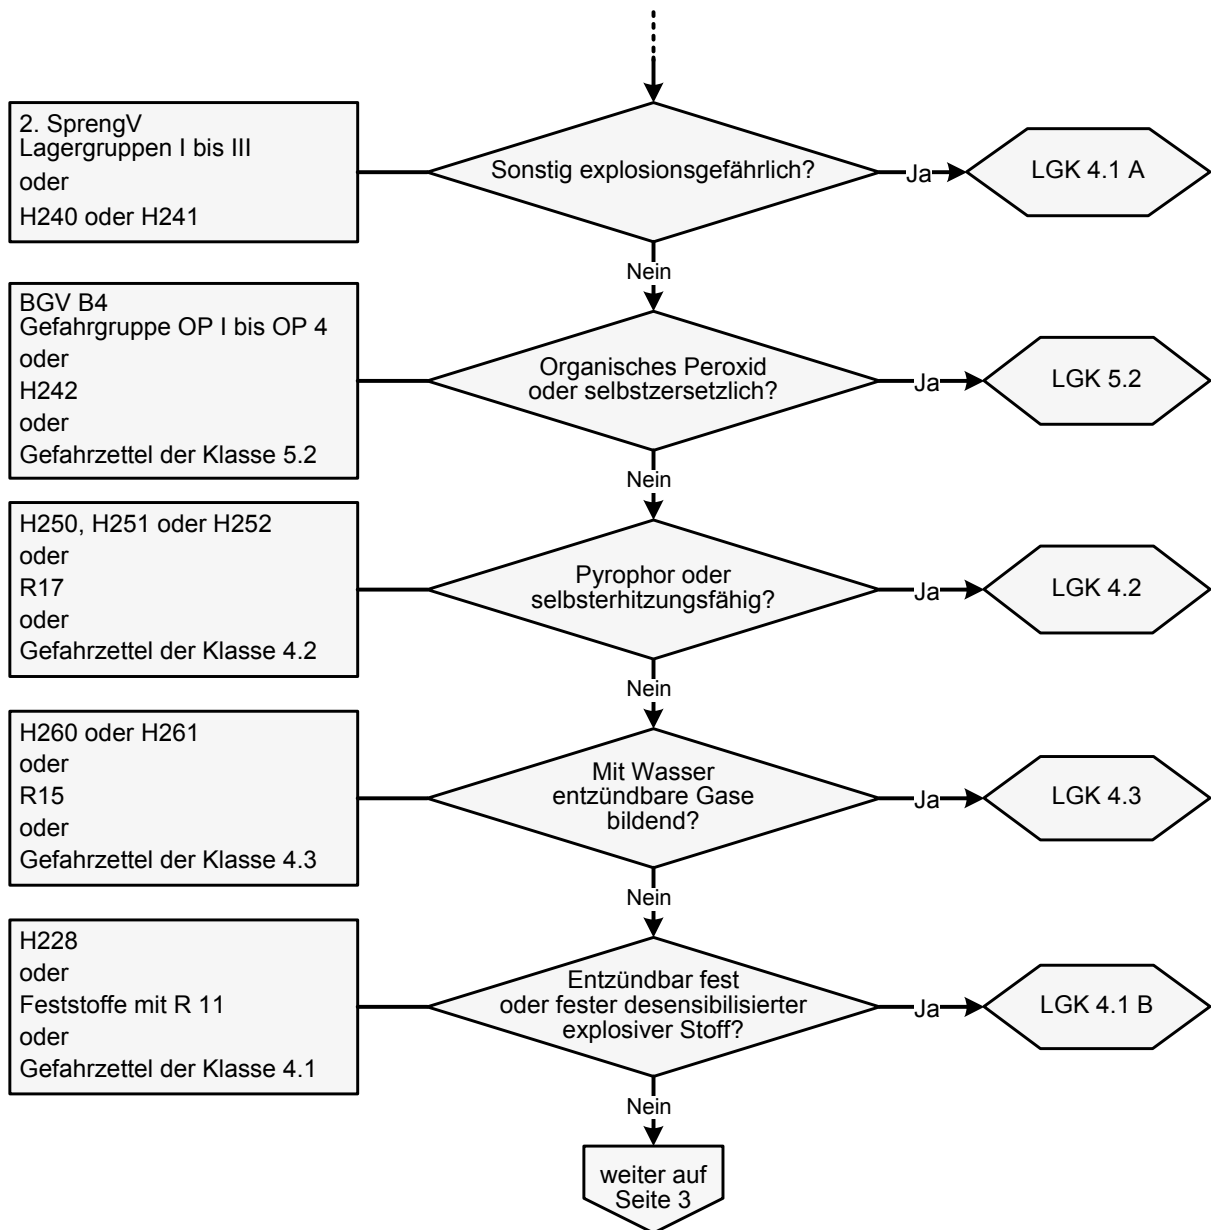 2. SprengV
Lagergruppen I bis III
oder
H240 oder H241
Sonstig explosionsgefährlich?
Ja
LGK 4.1 A
Nein
BGV B4
Gefahrgruppe OP I bis OP 4
oder
H242
oder
Gefahrzettel der Klasse 5.2
Organisches Peroxid
oder selbstzersetzlich?
Ja
LGK 5.2
Nein
H250, H251 oder H252
oder
R17
oder
Gefahrzettel der Klasse 4.2
Pyrophor oder
selbsterhitzungsfähig?
Ja
LGK 4.2
Nein
H260 oder H261
oder
R15
oder
Gefahrzettel der Klasse 4.3
Mit Wasser
entzündbare Gase
bildend?
Ja
LGK 4.3
Nein
H228
oder
Feststoffe mit R 11
oder
Gefahrzettel der Klasse 4.1
Entzündbar fest
oder fester desensibilisierter
explosiver Stoff?
Ja
LGK 4.1 B
Nein
weiter auf
Seite 3